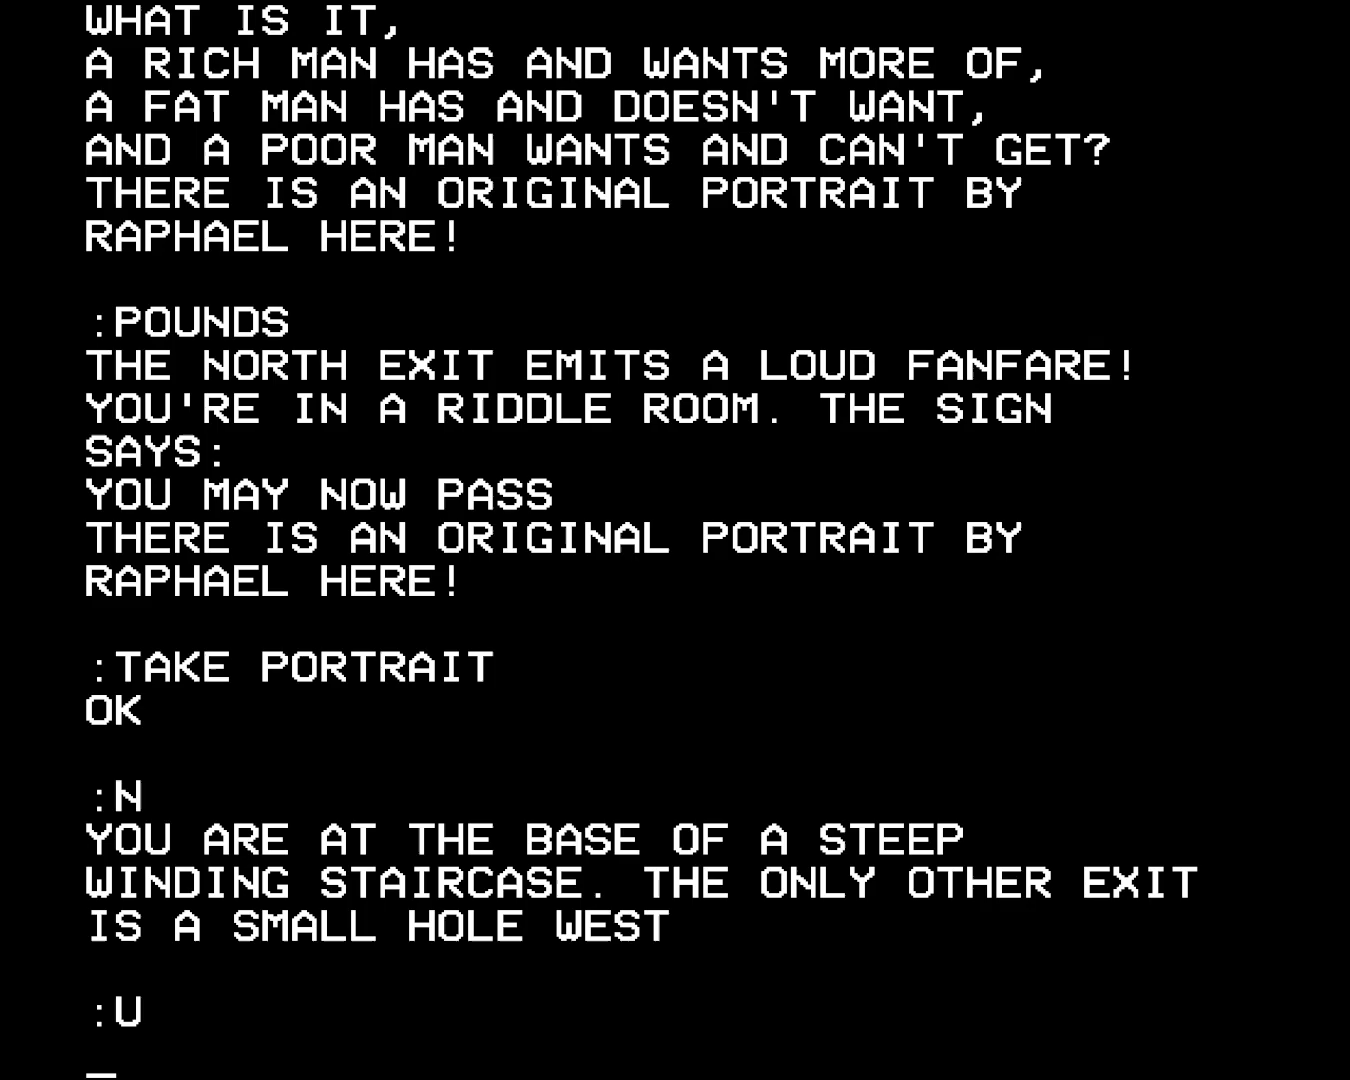 WHAT IS IT,
A RICH MAN HAS AND WANTS MORE OF,
A FAT MAN HAS AND DOESN'T WANT,
AND A POOR MAN WANTS AND CAN'T GET?
THERE IS AN ORIGINAL PORTRAIT BY
RAPHAEL HERE!
:POUNDS
THE NORTH EXIT EMITS A LOUD FANFARE!
YOU'RE IN A RIDDLE ROOM. THE SIGN
SAYS:
YOU MAY NOW PASS
THERE IS AN ORIGINAL PORTRAIT BY
RAPHAEL HERE!
:TAKE PORTRAIT
OK
:N
YOU ARE AT THE BASE OF A STEEP
WINDING STAIRCASE. THE ONLY OTHER EXIT
IS A SMALL HOLE WEST
:U
_